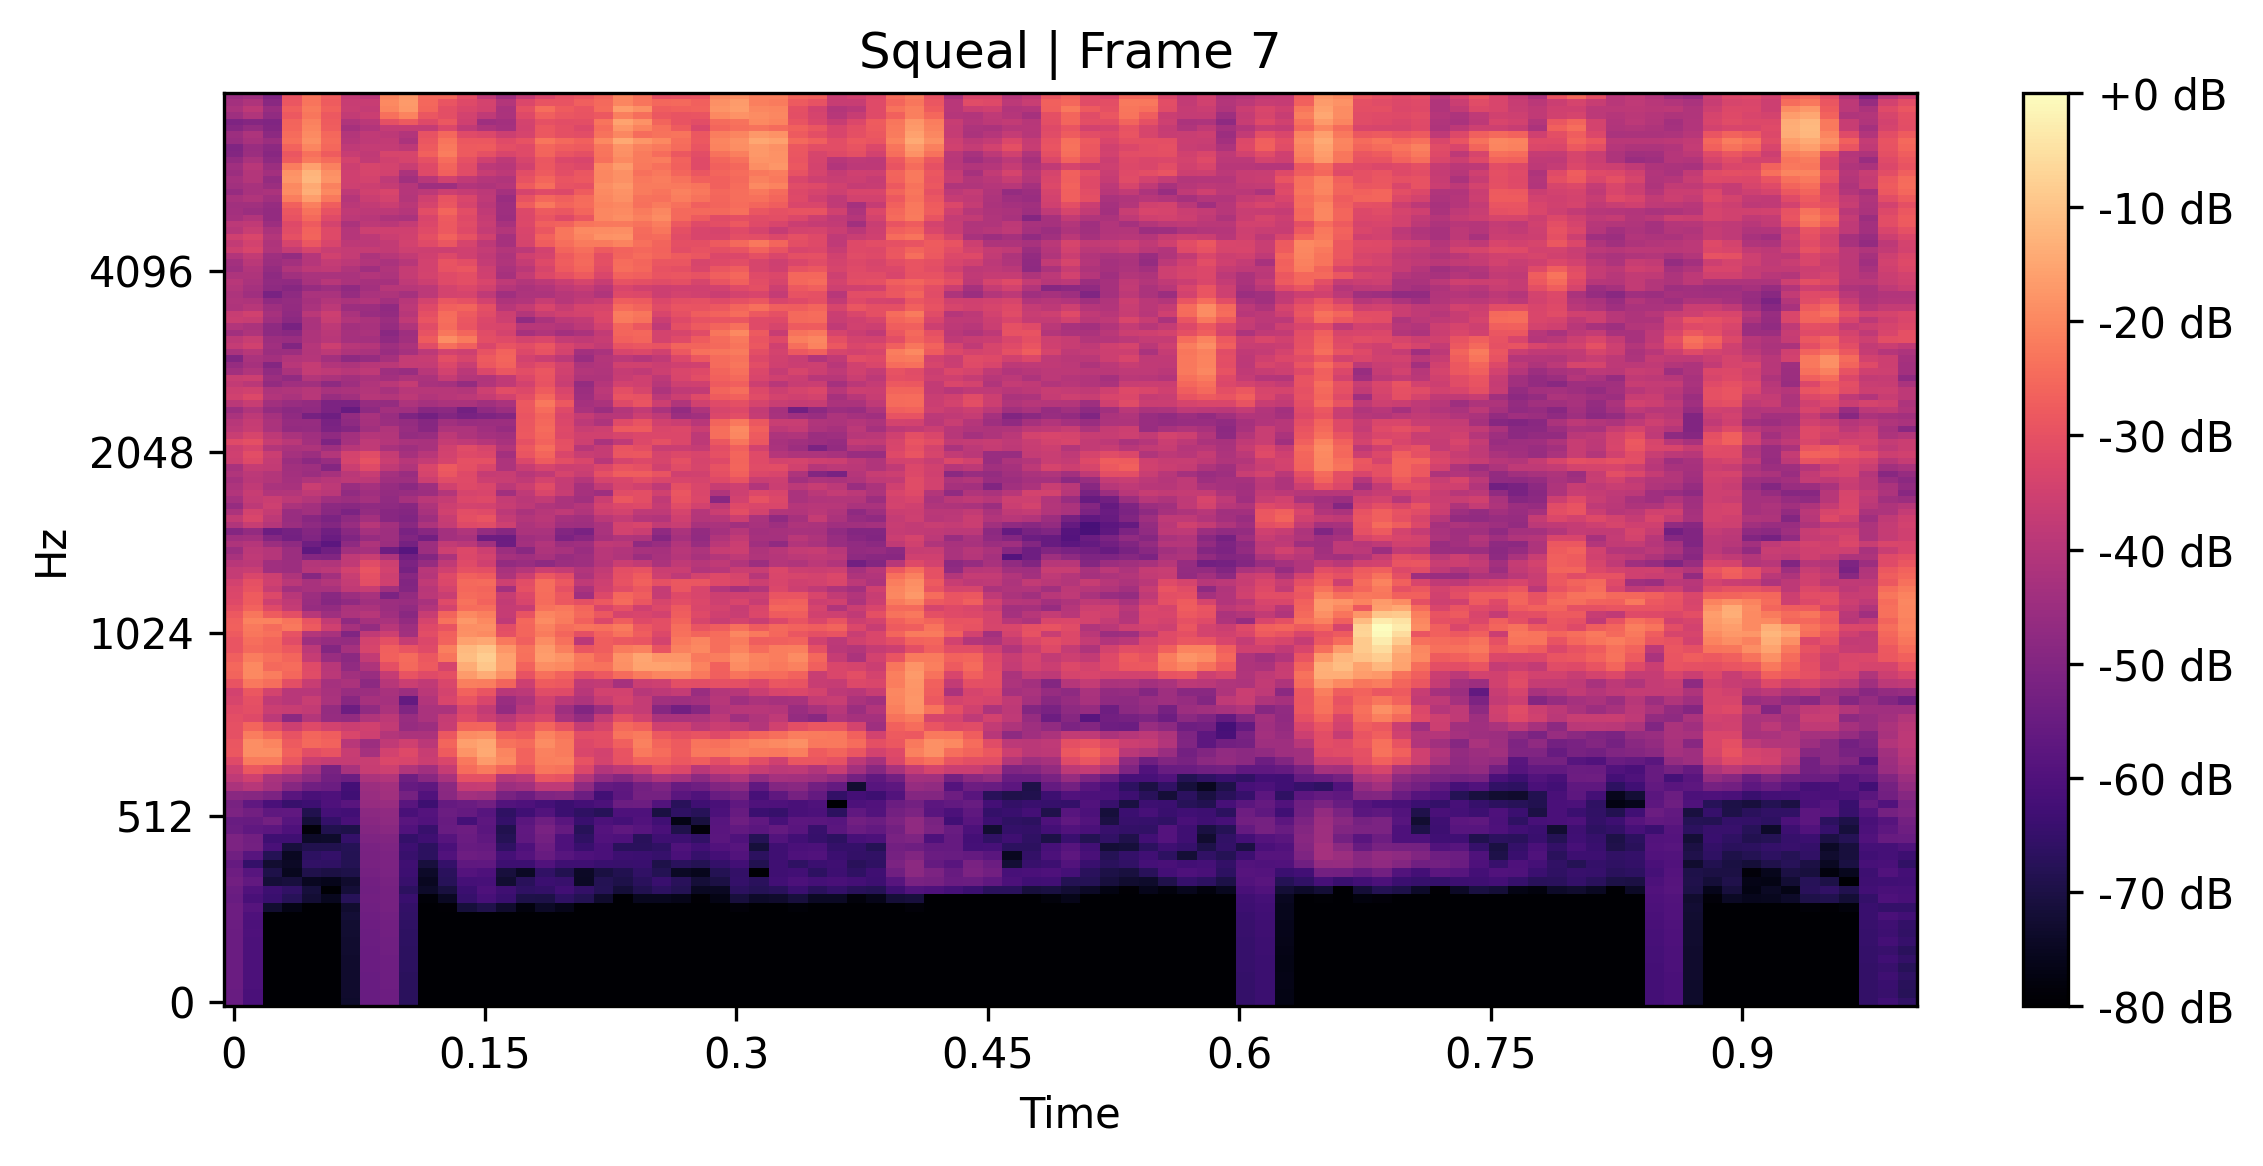 Squeal | Frame 7
Hz
4096
2048
1024
512
0
0 0.15 0.3 0.45 0.6 0.75 0.9
Time
+0 dB
-10 dB
-20 dB
-30 dB
-40 dB
-50 dB
-60 dB
-70 dB
-80 dB